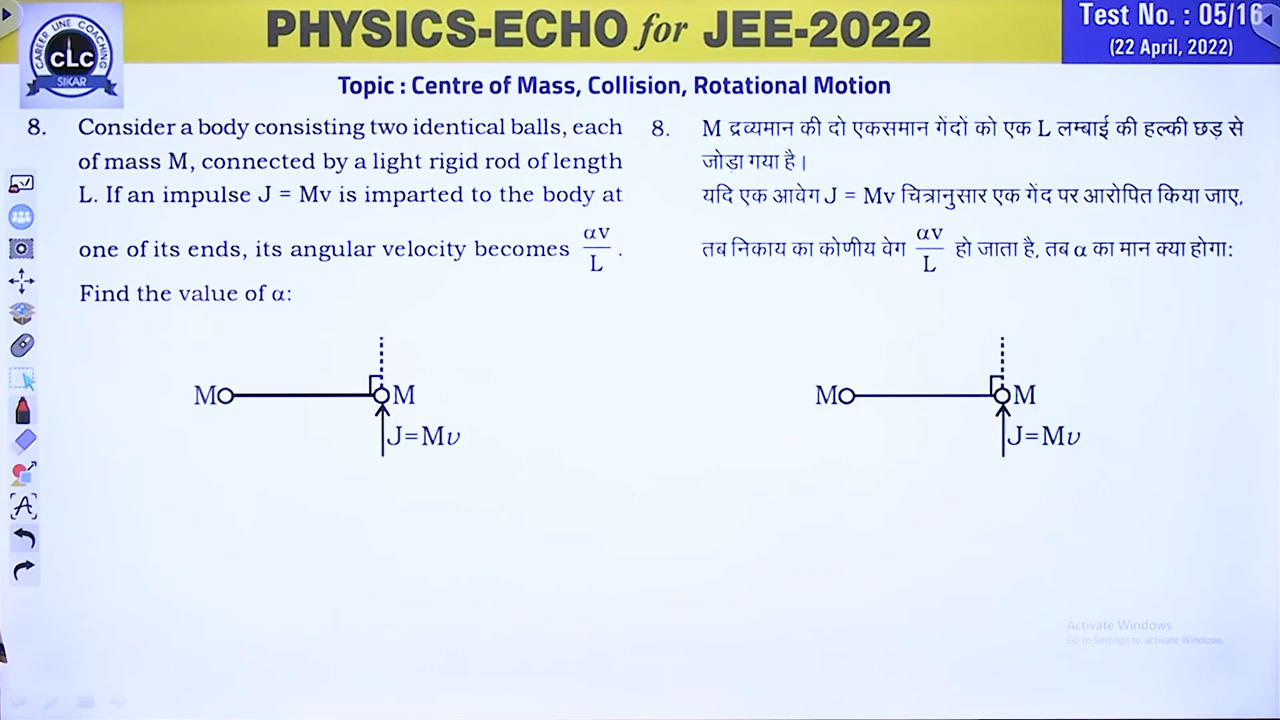 PHYSICS-ECHO for JEE-2022
Test No. : 05/16
(22 April, 2022)
CAREER LINE COACHING
CLC
SIKAR
Topic : Centre of Mass, Collision, Rotational Motion
8. Consider a body consisting two identical balls, each
of mass M, connected by a light rigid rod of length
L. If an impulse J = Mv is imparted to the body at
one of its ends, its angular velocity becomes αv/L .
Find the value of α:
M
M
J=Mv
8. M द्रव्यमान की दो एकसमान गेंदों को एक L लम्बाई की हल्की छड़ से
जोड़ा गया है।
यदि एक आवेग J = Mv चित्रानुसार एक गेंद पर आरोपित किया जाए,
तब निकाय का कोणीय वेग αv/L हो जाता है, तब α का मान क्या होगा:
M
M
J=Mv
Activate Windows
Go to Settings to activate Windows.